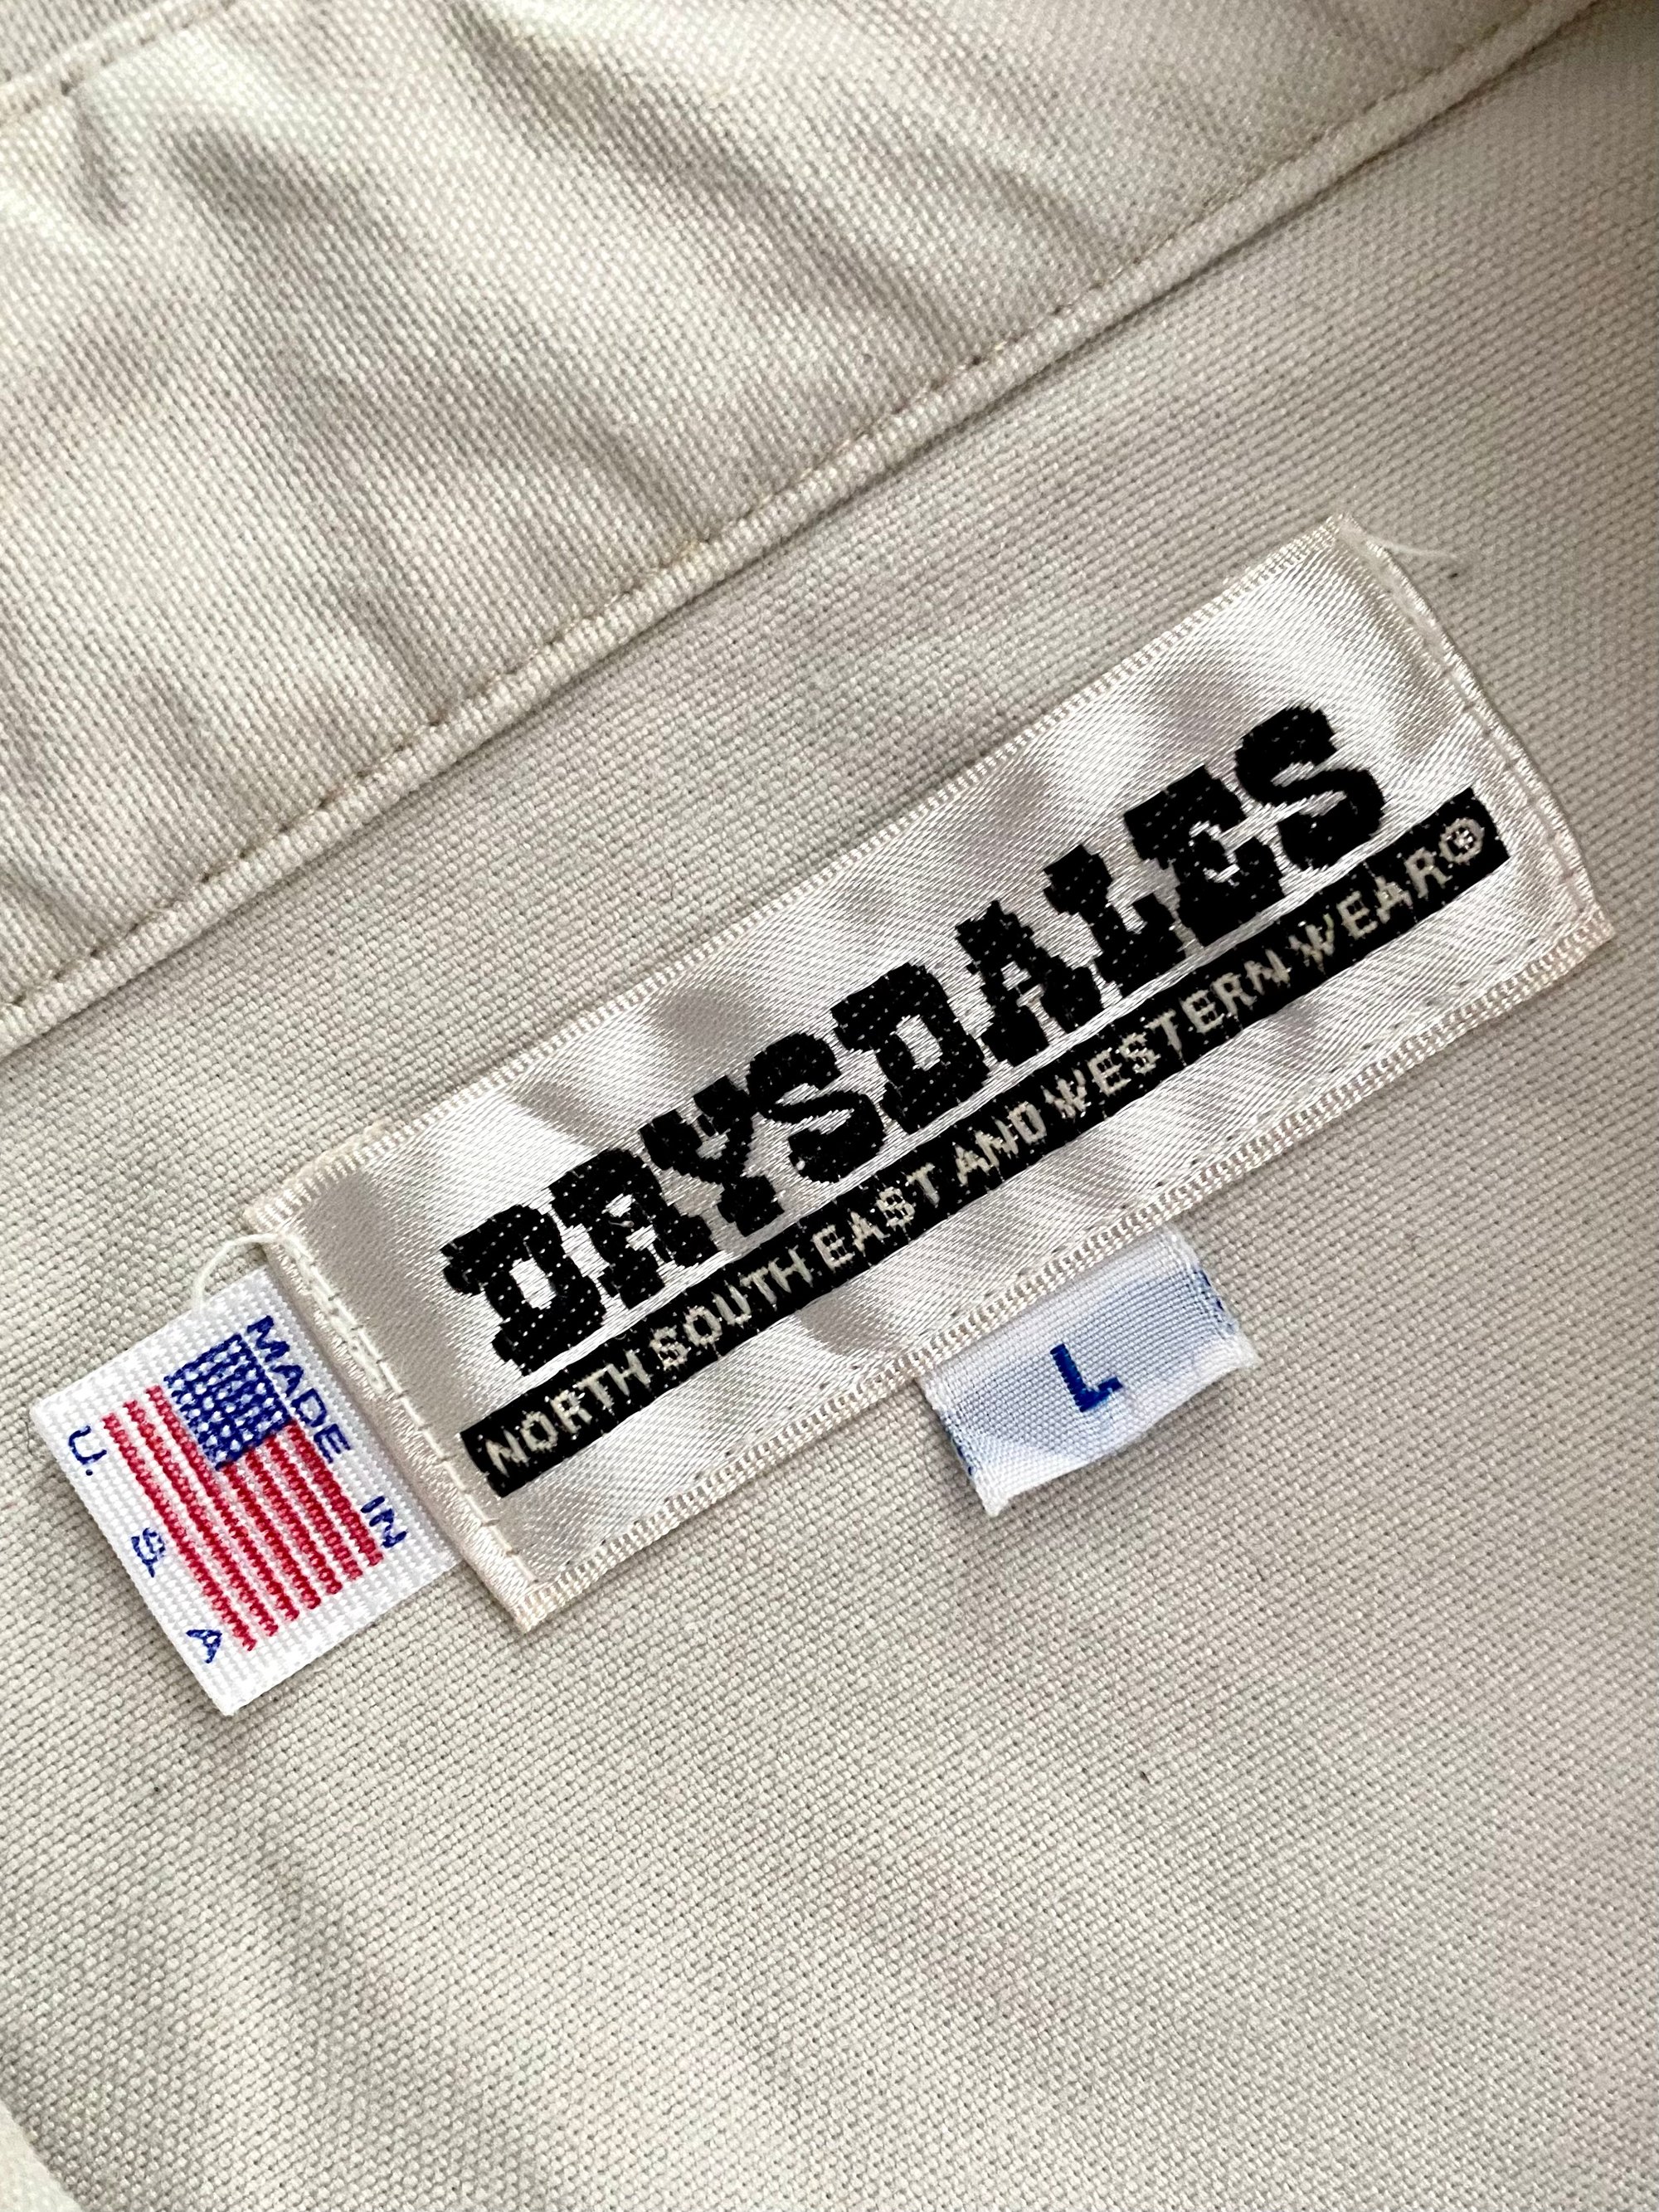 DRYSDALES
NORTH SOUTH EAST AND WESTERN WEAR®
L
MADE IN
U. S. A